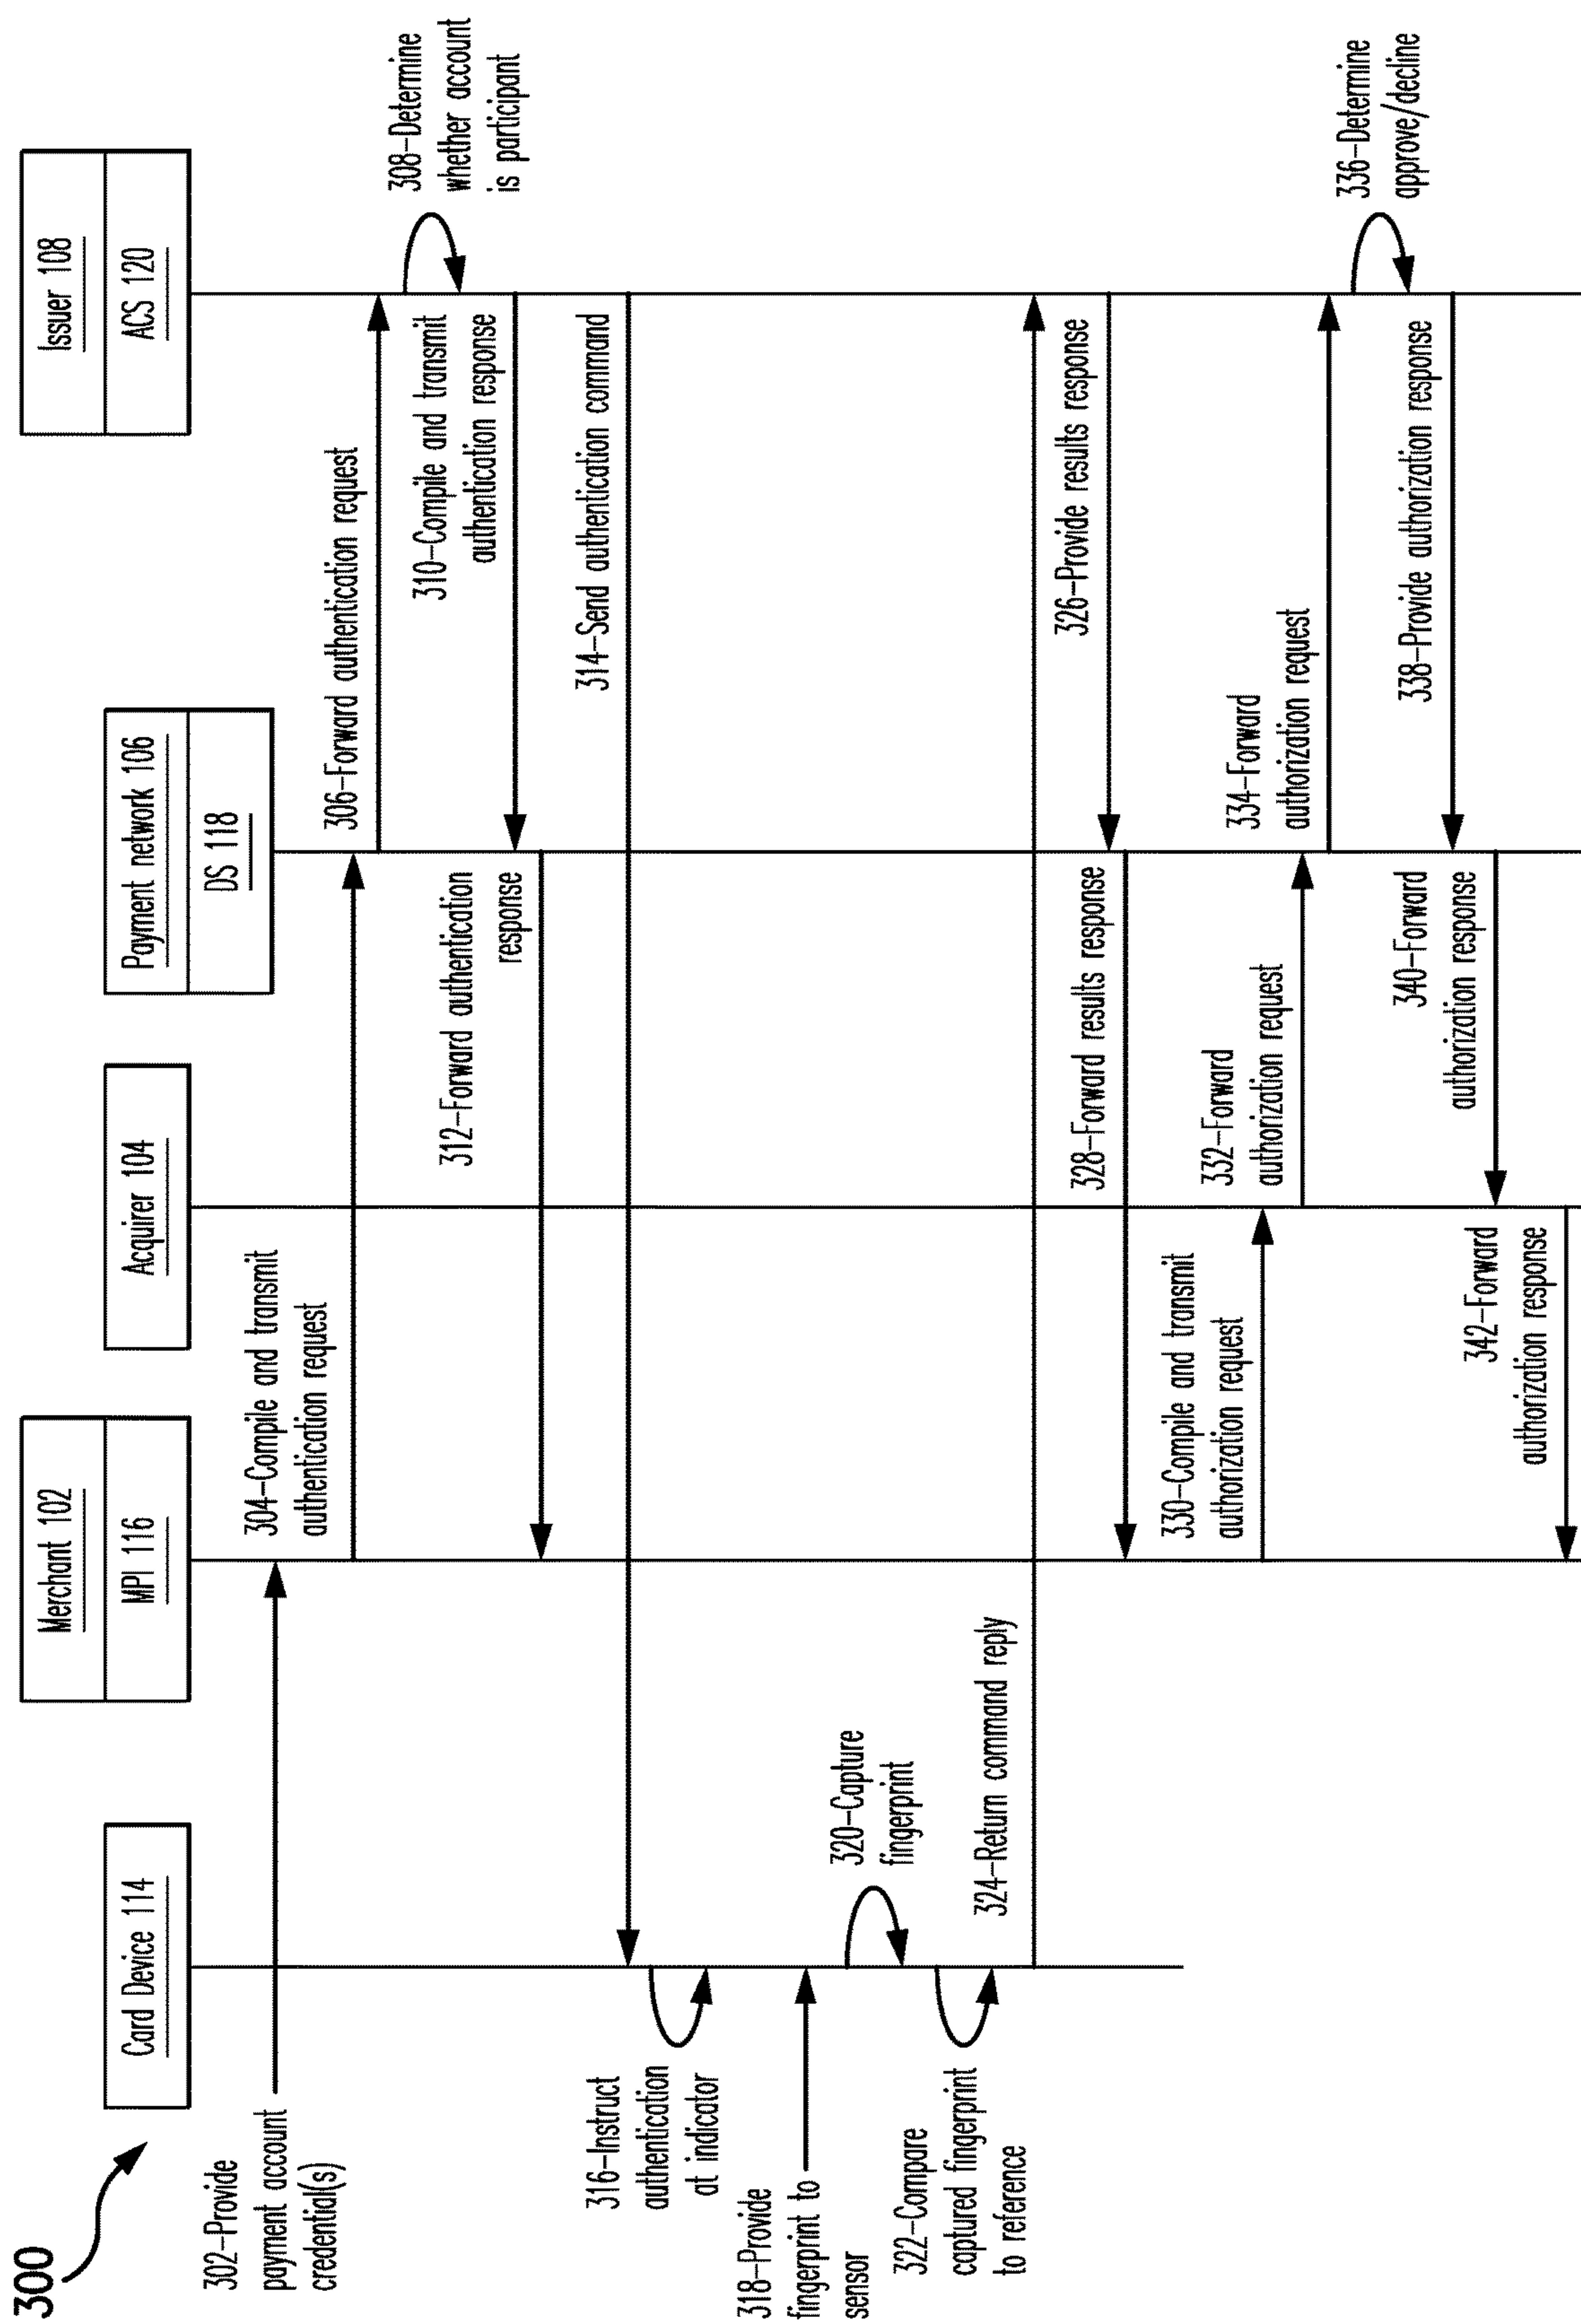 300
Card Device 114
Merchant 102
MPI 116
Acquirer 104
Payment network 106
DS 118
Issuer 108
ACS 120
302–Provide
payment account
credential(s)
304–Compile and transmit
authentication request
306–Forward authentication request
308–Determine
whether account
is participant
310–Compile and transmit
authentication response
312–Forward authentication
response
314–Send authentication command
316–Instruct
authentication
at indicator
318–Provide
fingerprint to
sensor
320–Capture
fingerprint
322–Compare
captured fingerprint
to reference
324–Return command reply
326–Provide results response
328–Forward results response
330–Compile and transmit
authorization request
332–Forward
authorization request
334–Forward
authorization request
336–Determine
approve/decline
338–Provide authorization response
340–Forward
authorization response
342–Forward
authorization response